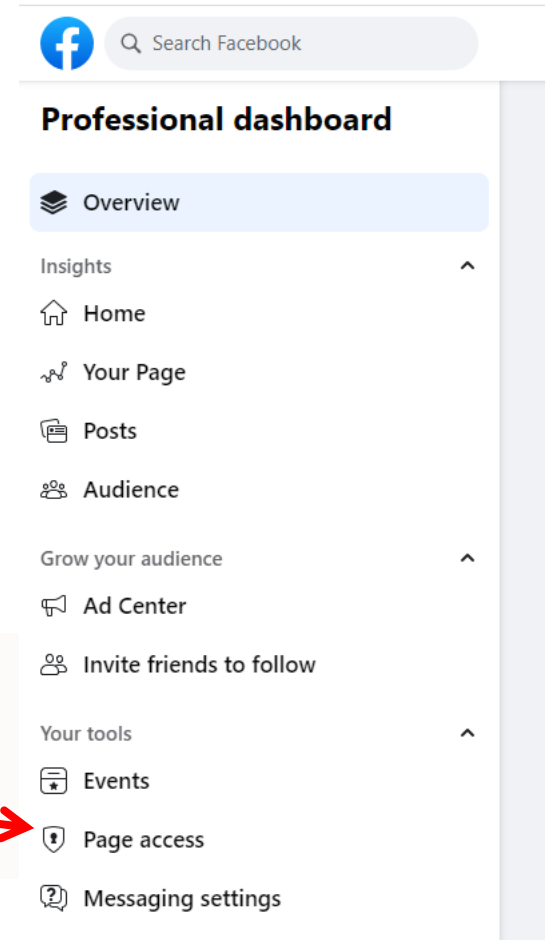 Search Facebook
Professional dashboard
Overview
Insights
Home
Your Page
Posts
Audience
Grow your audience
Ad Center
Invite friends to follow
Your tools
Events
Page access
Messaging settings